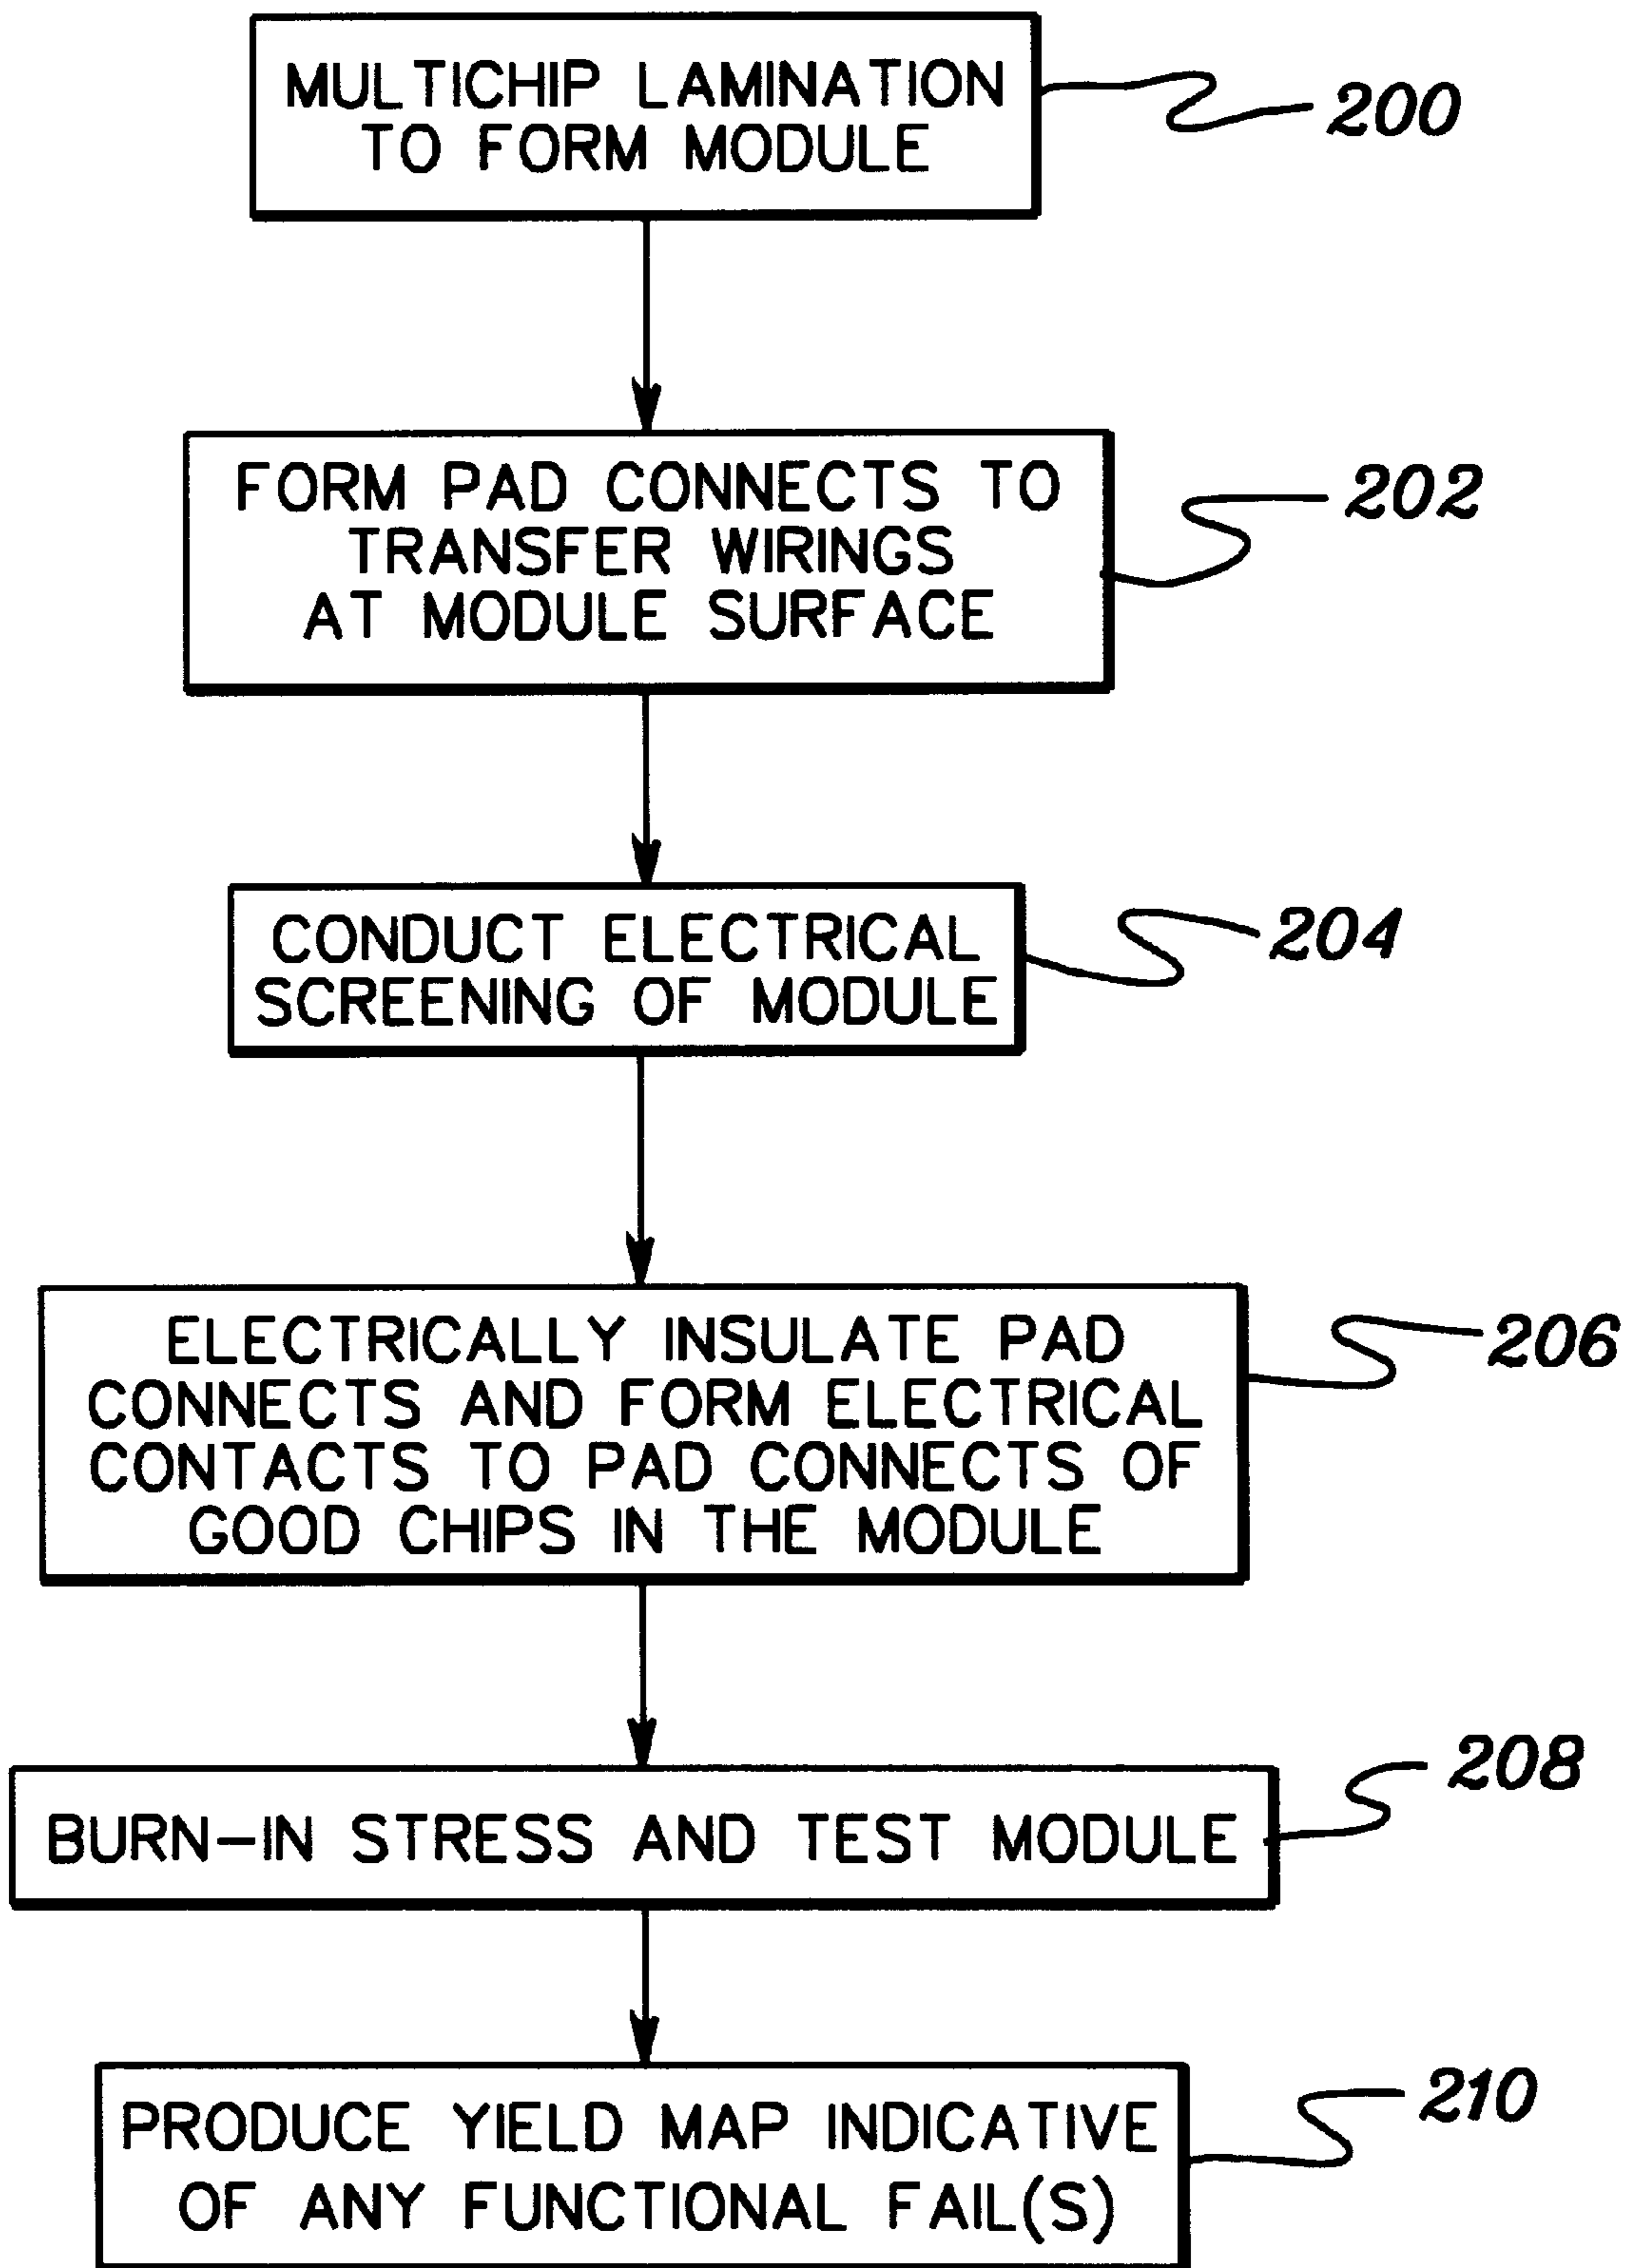 MULTICHIP LAMINATION
TO FORM MODULE
200
FORM PAD CONNECTS TO
TRANSFER WIRINGS
AT MODULE SURFACE
202
CONDUCT ELECTRICAL
SCREENING OF MODULE
204
ELECTRICALLY INSULATE PAD
CONNECTS AND FORM ELECTRICAL
CONTACTS TO PAD CONNECTS OF
GOOD CHIPS IN THE MODULE
206
BURN-IN STRESS AND TEST MODULE
208
PRODUCE YIELD MAP INDICATIVE
OF ANY FUNCTIONAL FAIL(S)
210